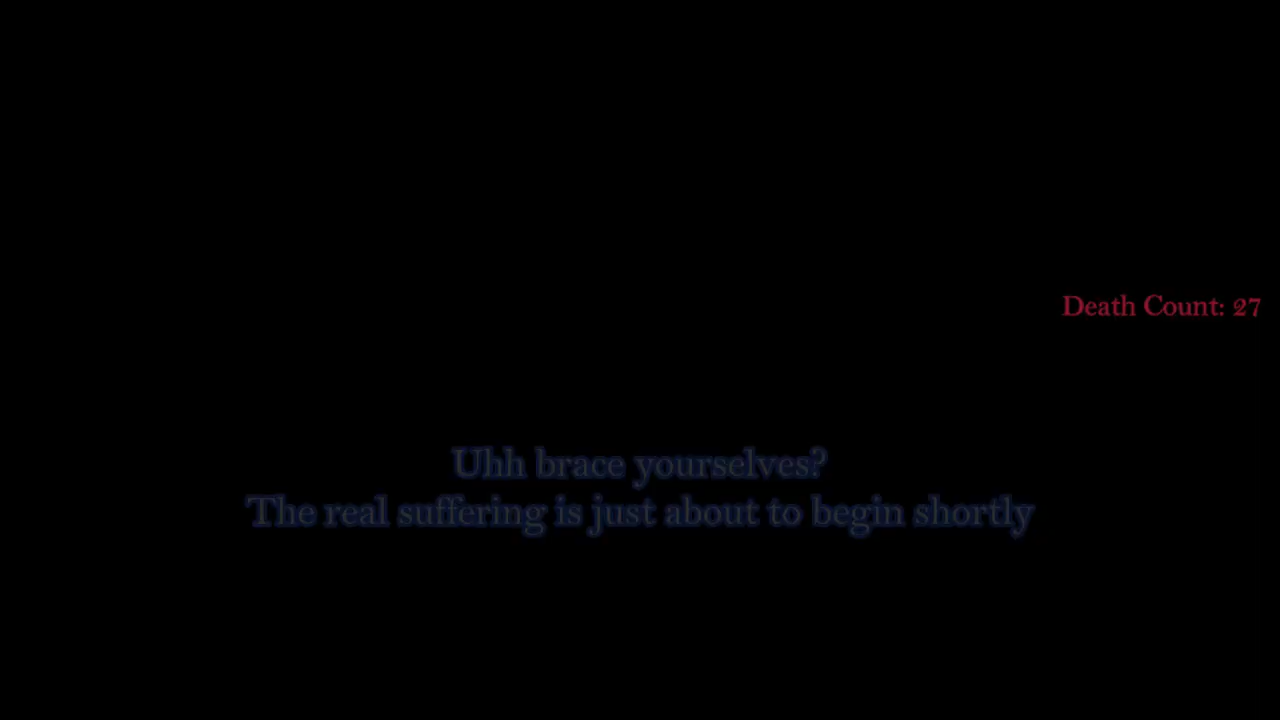 Death Count: 27
Uhh brace yourselves?
The real suffering is just about to begin shortly